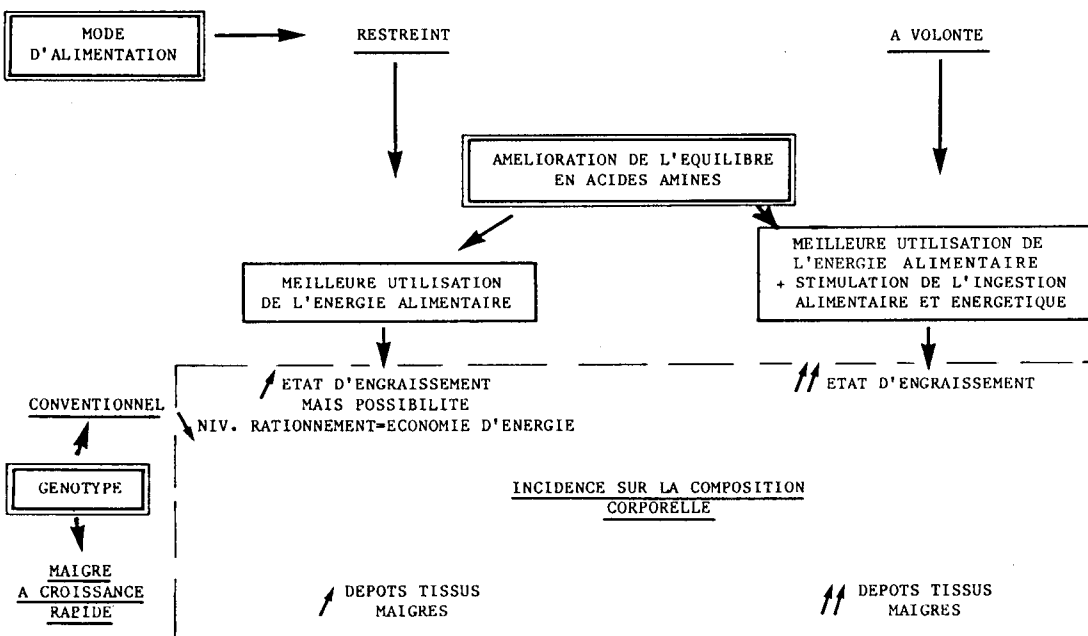 MODE
D'ALIMENTATION
RESTREINT
A VOLONTE
AMELIORATION DE L'EQUILIBRE
EN ACIDES AMINES
MEILLEURE UTILISATION
DE L'ENERGIE ALIMENTAIRE
MEILLEURE UTILISATION DE
L'ENERGIE ALIMENTAIRE
+ STIMULATION DE L'INGESTION
ALIMENTAIRE ET ENERGETIQUE
ETAT D'ENGRAISSEMENT
MAIS POSSIBILITE
NIV. RATIONNEMENT=ECONOMIE D'ENERGIE
ETAT D'ENGRAISSEMENT
CONVENTIONNEL
GENOTYPE
INCIDENCE SUR LA COMPOSITION
CORPORELLE
MAIGRE
A CROISSANCE
RAPIDE
DEPOTS TISSUS
MAIGRES
DEPOTS TISSUS
MAIGRES